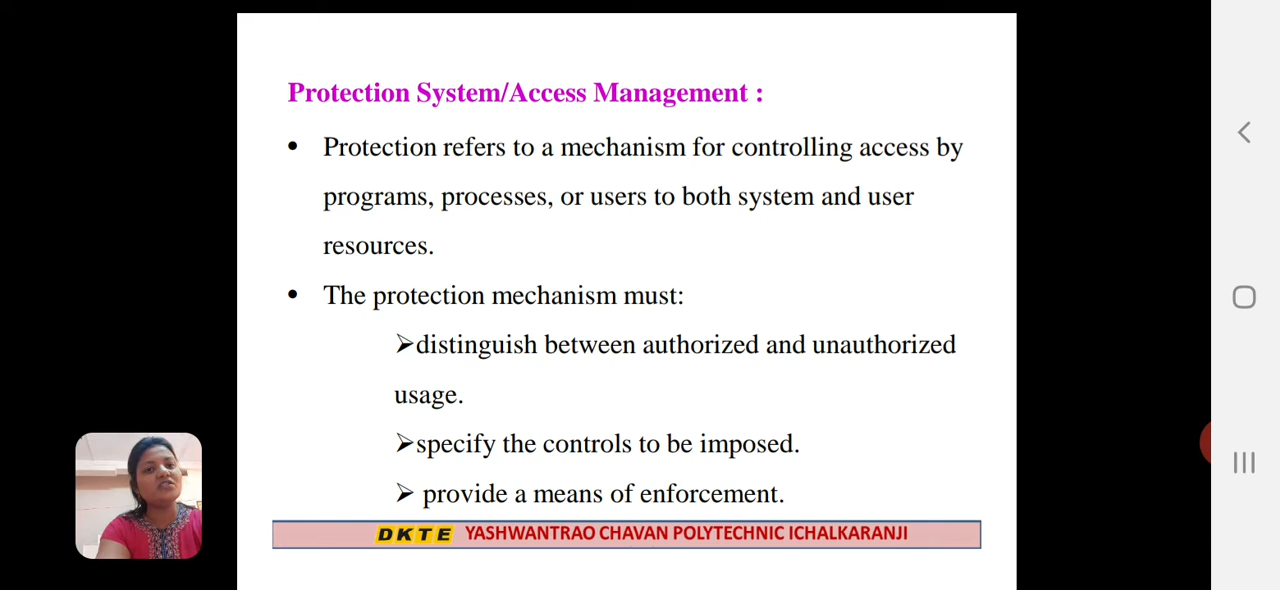 Protection System/Access Management :
• Protection refers to a mechanism for controlling access by
programs, processes, or users to both system and user
resources.
• The protection mechanism must:
➢distinguish between authorized and unauthorized
usage.
➢specify the controls to be imposed.
➢ provide a means of enforcement.
DKTE YASHWANTRAO CHAVAN POLYTECHNIC ICHALKARANJI